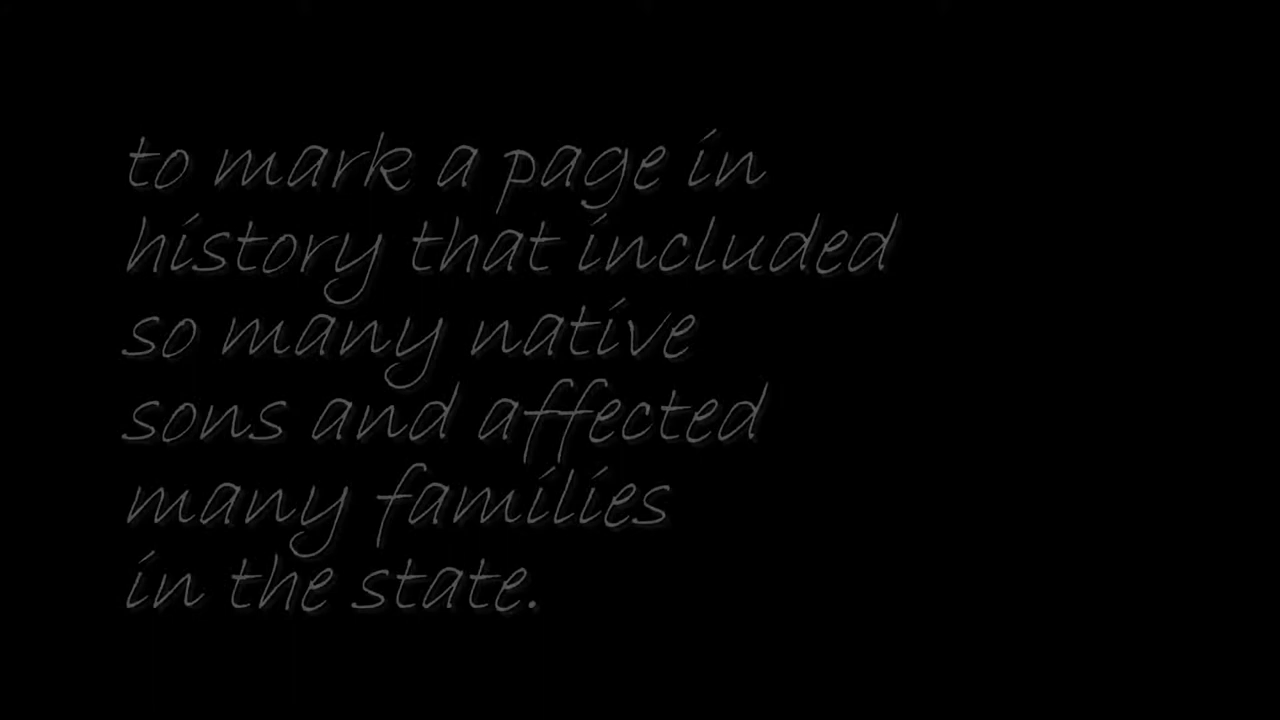 to mark a page in
history that included
so many native
sons and affected
many families
in the state.